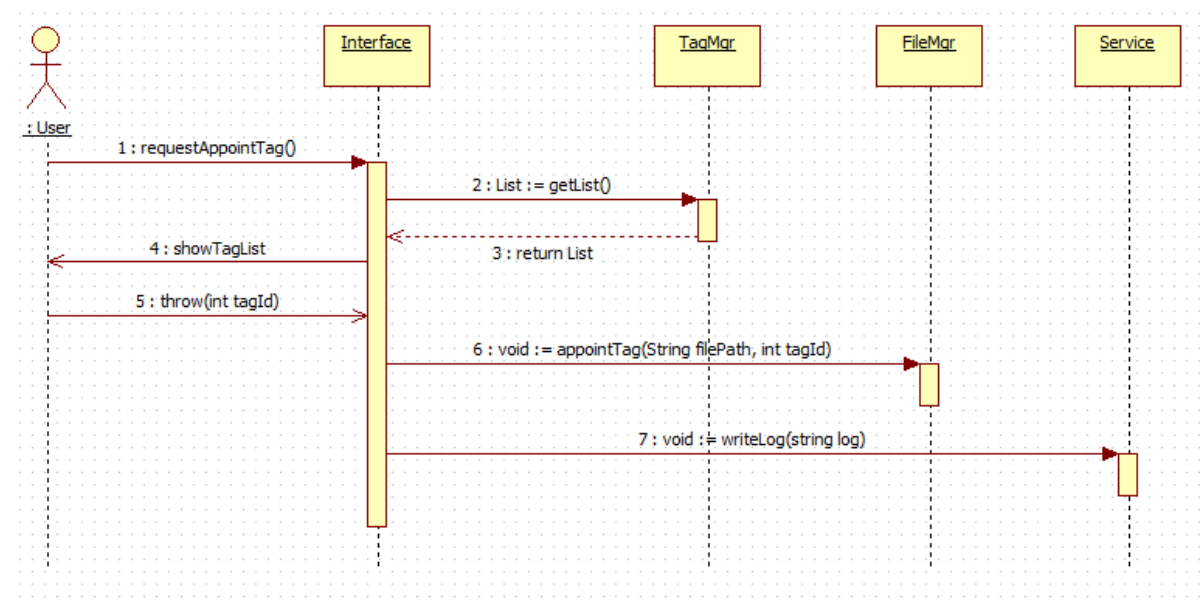 Interface
TagMgr
FileMgr
Service
: User
1 : requestAppointTag()
2 : List := getList()
3 : return List
4 : showTagList
5 : throw(int tagId)
6 : void := appointTag(String filePath, int tagId)
7 : void := writeLog(string log)